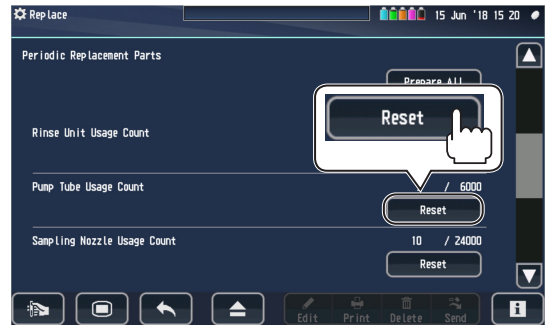 Replace
15 Jun '18 15 20
Periodic Replacement Parts
Prepare All
Reset
Rinse Unit Usage Count
Pump Tube Usage Count
/ 6000
Reset
Sampling Nozzle Usage Count
10 / 24000
Reset
Edit Print Delete Send
i